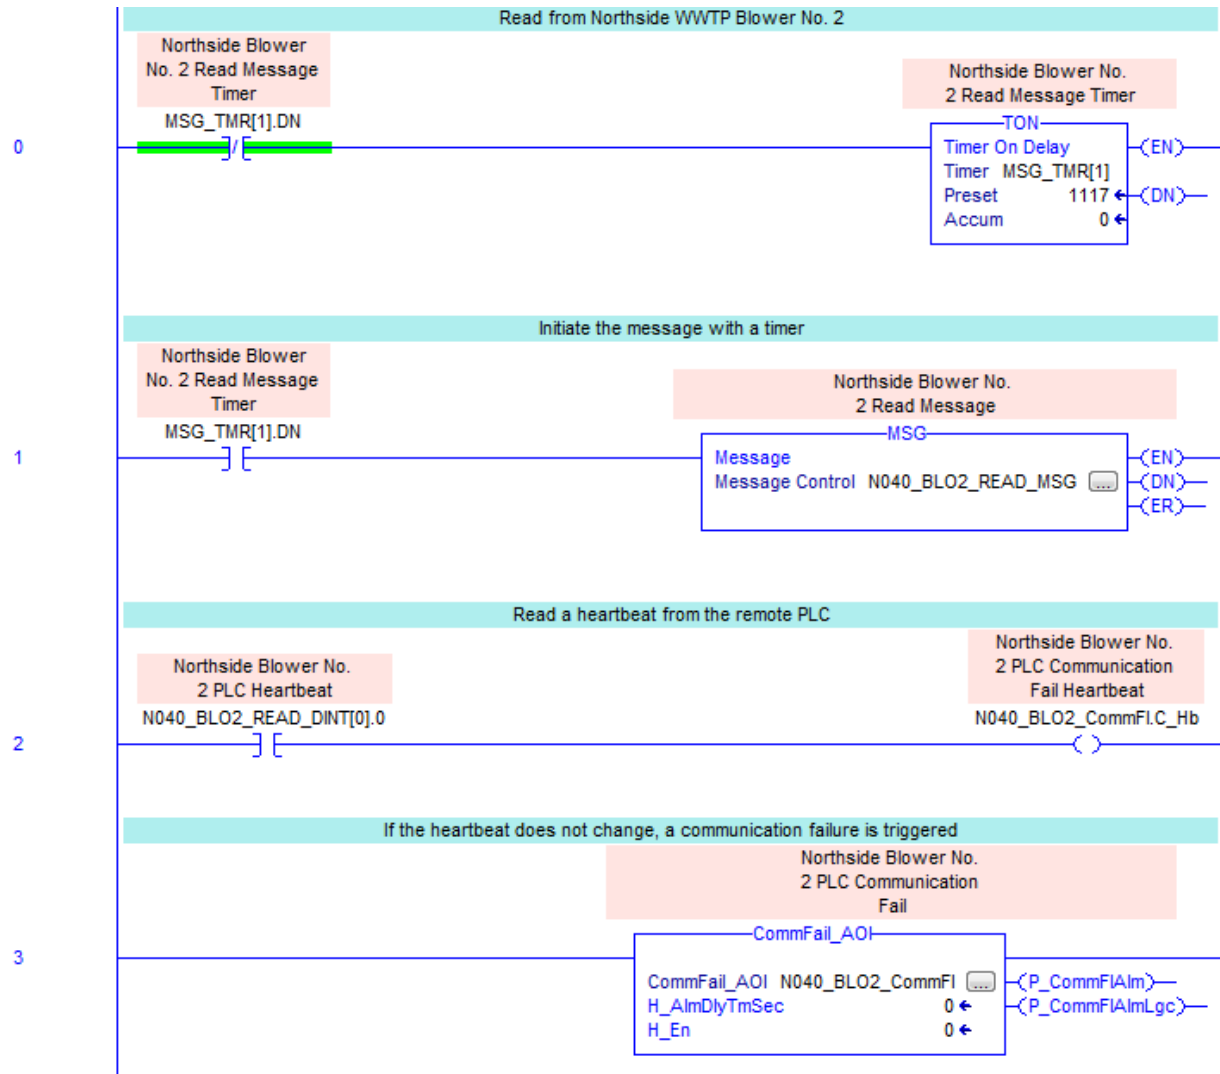 Read from Northside WWTP Blower No. 2
Northside Blower
No. 2 Read Message
Timer
MSG_TMR[1].DN
Northside Blower No.
2 Read Message Timer
0
TON
Timer On Delay
(EN)
Timer MSG_TMR[1]
Preset 1117
(DN)
Accum 0
Initiate the message with a timer
Northside Blower
No. 2 Read Message
Timer
MSG_TMR[1].DN
Northside Blower No.
2 Read Message
1
MSG
Message
(EN)
Message Control N040_BLO2_READ_MSG ...
(DN)
(ER)
Read a heartbeat from the remote PLC
Northside Blower No.
2 PLC Heartbeat
N040_BLO2_READ_DINT[0].0
Northside Blower No.
2 PLC Communication
Fail Heartbeat
N040_BLO2_CommFl.C_Hb
2
If the heartbeat does not change, a communication failure is triggered
Northside Blower No.
2 PLC Communication
Fail
3
CommFail_AOI
CommFail_AOI N040_BLO2_CommFl ...
(P_CommFlAlm)
H_AlmDlyTmSec 0
(P_CommFlAlmLgc)
H_En 0